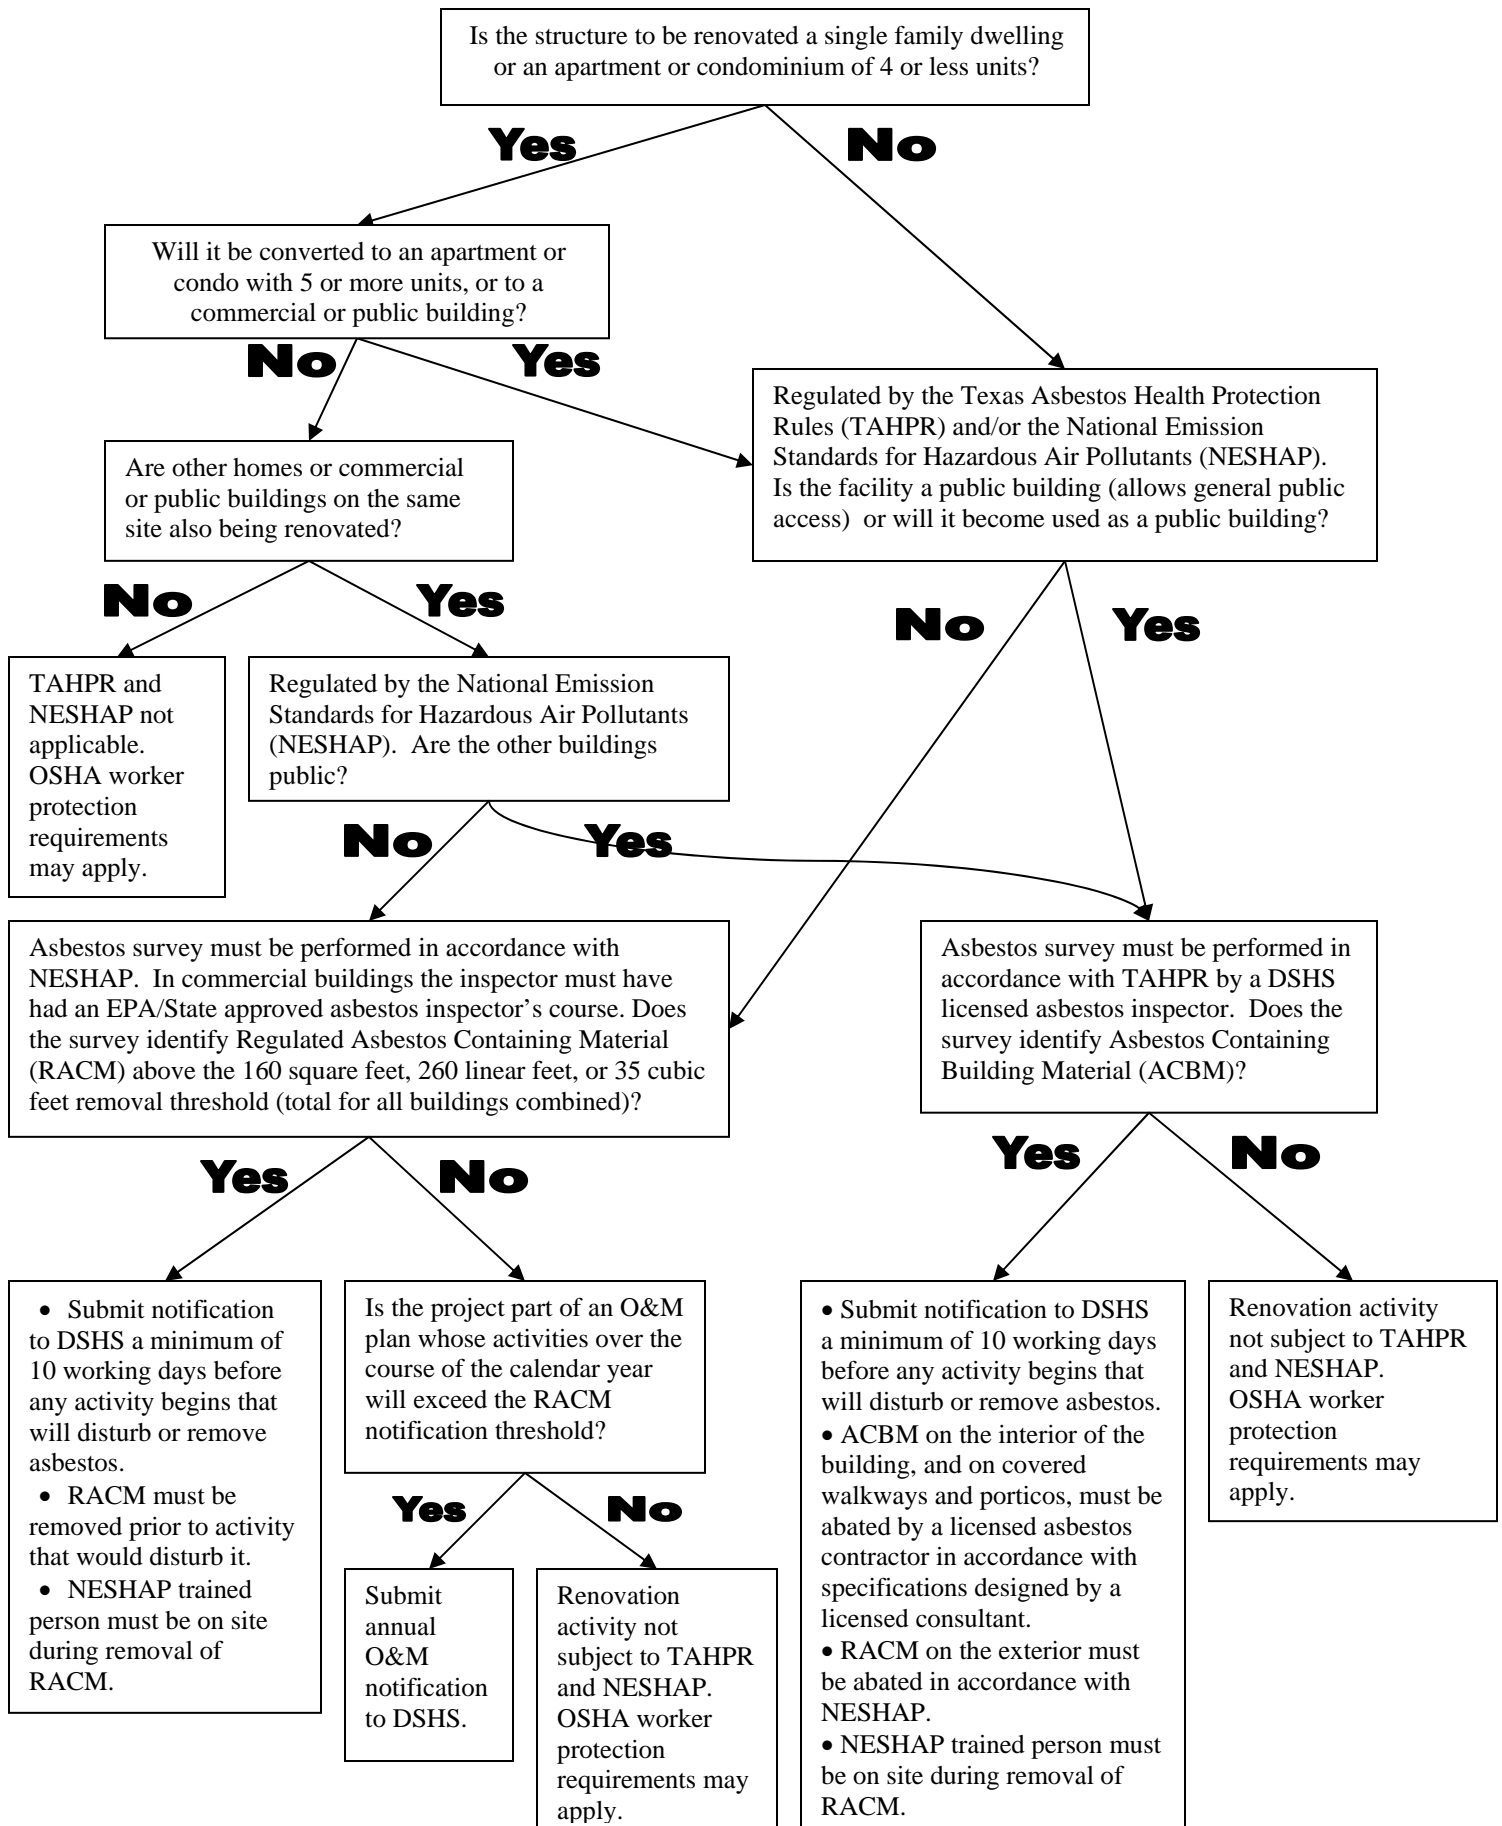 Is the structure to be renovated a single family dwelling
or an apartment or condominium of 4 or less units?
Yes
No
Will it be converted to an apartment or
condo with 5 or more units, or to a
commercial or public building?
No
Yes
Regulated by the Texas Asbestos Health Protection
Rules (TAHPR) and/or the National Emission
Standards for Hazardous Air Pollutants (NESHAP).
Is the facility a public building (allows general public
access)  or will it become used as a public building?
Are other homes or commercial
or public buildings on the same
site also being renovated?
No
Yes
No
Yes
TAHPR and
NESHAP not
applicable.
OSHA worker
protection
requirements
may apply.
Regulated by the National Emission
Standards for Hazardous Air Pollutants
(NESHAP).  Are the other buildings
public?
No
Yes
Asbestos survey must be performed in accordance with
NESHAP.  In commercial buildings the inspector must have
had an EPA/State approved asbestos inspector’s course. Does
the survey identify Regulated Asbestos Containing Material
(RACM) above the 160 square feet, 260 linear feet, or 35 cubic
feet removal threshold (total for all buildings combined)?
Asbestos survey must be performed in
accordance with TAHPR by a DSHS
licensed asbestos inspector.  Does the
survey identify Asbestos Containing
Building Material (ACBM)?
Yes
No
Yes
No
• Submit notification
to DSHS a minimum of
10 working days before
any activity begins that
will disturb or remove
asbestos.
• RACM must be
removed prior to activity
that would disturb it.
• NESHAP trained
person must be on site
during removal of
RACM.
Is the project part of an O&M
plan whose activities over the
course of the calendar year
will exceed the RACM
notification threshold?
Yes
No
Submit
annual
O&M
notification
to DSHS.
Renovation
activity not
subject to TAHPR
and NESHAP.
OSHA worker
protection
requirements may
apply.
• Submit notification to DSHS
a minimum of 10 working days
before any activity begins that
will disturb or remove asbestos.
• ACBM on the interior of the
building, and on covered
walkways and porticos, must be
abated by a licensed asbestos
contractor in accordance with
specifications designed by a
licensed consultant.
• RACM on the exterior must
be abated in accordance with
NESHAP.
• NESHAP trained person must
be on site during removal of
RACM.
Renovation activity
not subject to TAHPR
and NESHAP.
OSHA worker
protection
requirements may
apply.